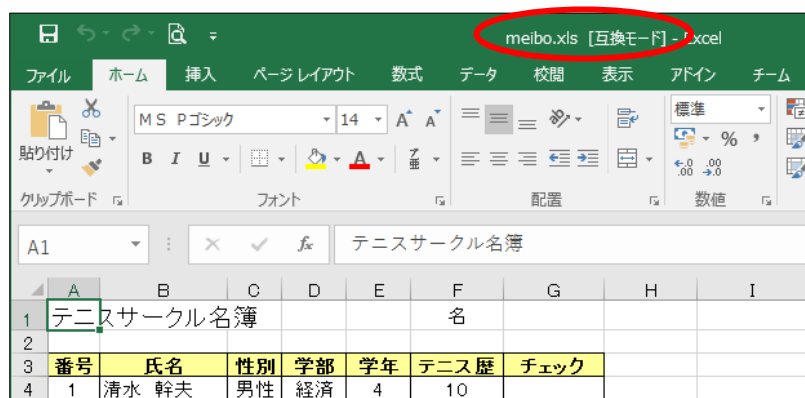 meibo.xls [互換モード] - Excel
ファイル ホーム 挿入 ページ レイアウト 数式 データ 校閲 表示 アドイン チーム
貼り付け
MS Pゴシック 14 A A 標準
B I U A ア亜 % ,
←.0 .00 .00 →.0
クリップボード フォント 配置 数値
A1 fx テニスサークル名簿
A B C D E F G H I
1 テニスサークル名簿 名
2
3 番号 氏名 性別 学部 学年 テニス歴 チェック
4 1 清水 幹夫 男性 経済 4 10